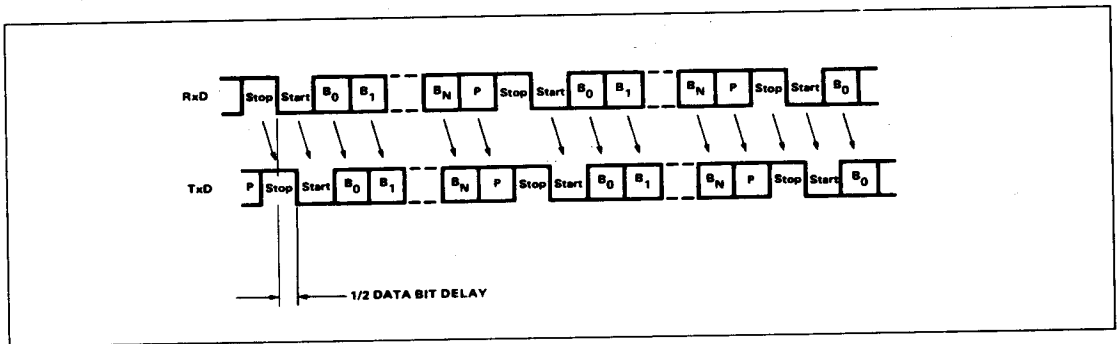 RxD Stop Start B0 B1 BN P Stop Start B0 B1 BN P Stop Start B0
TxD P Stop Start B0 B1 BN P Stop Start B0 B1 BN P Stop Start B0
1/2 DATA BIT DELAY